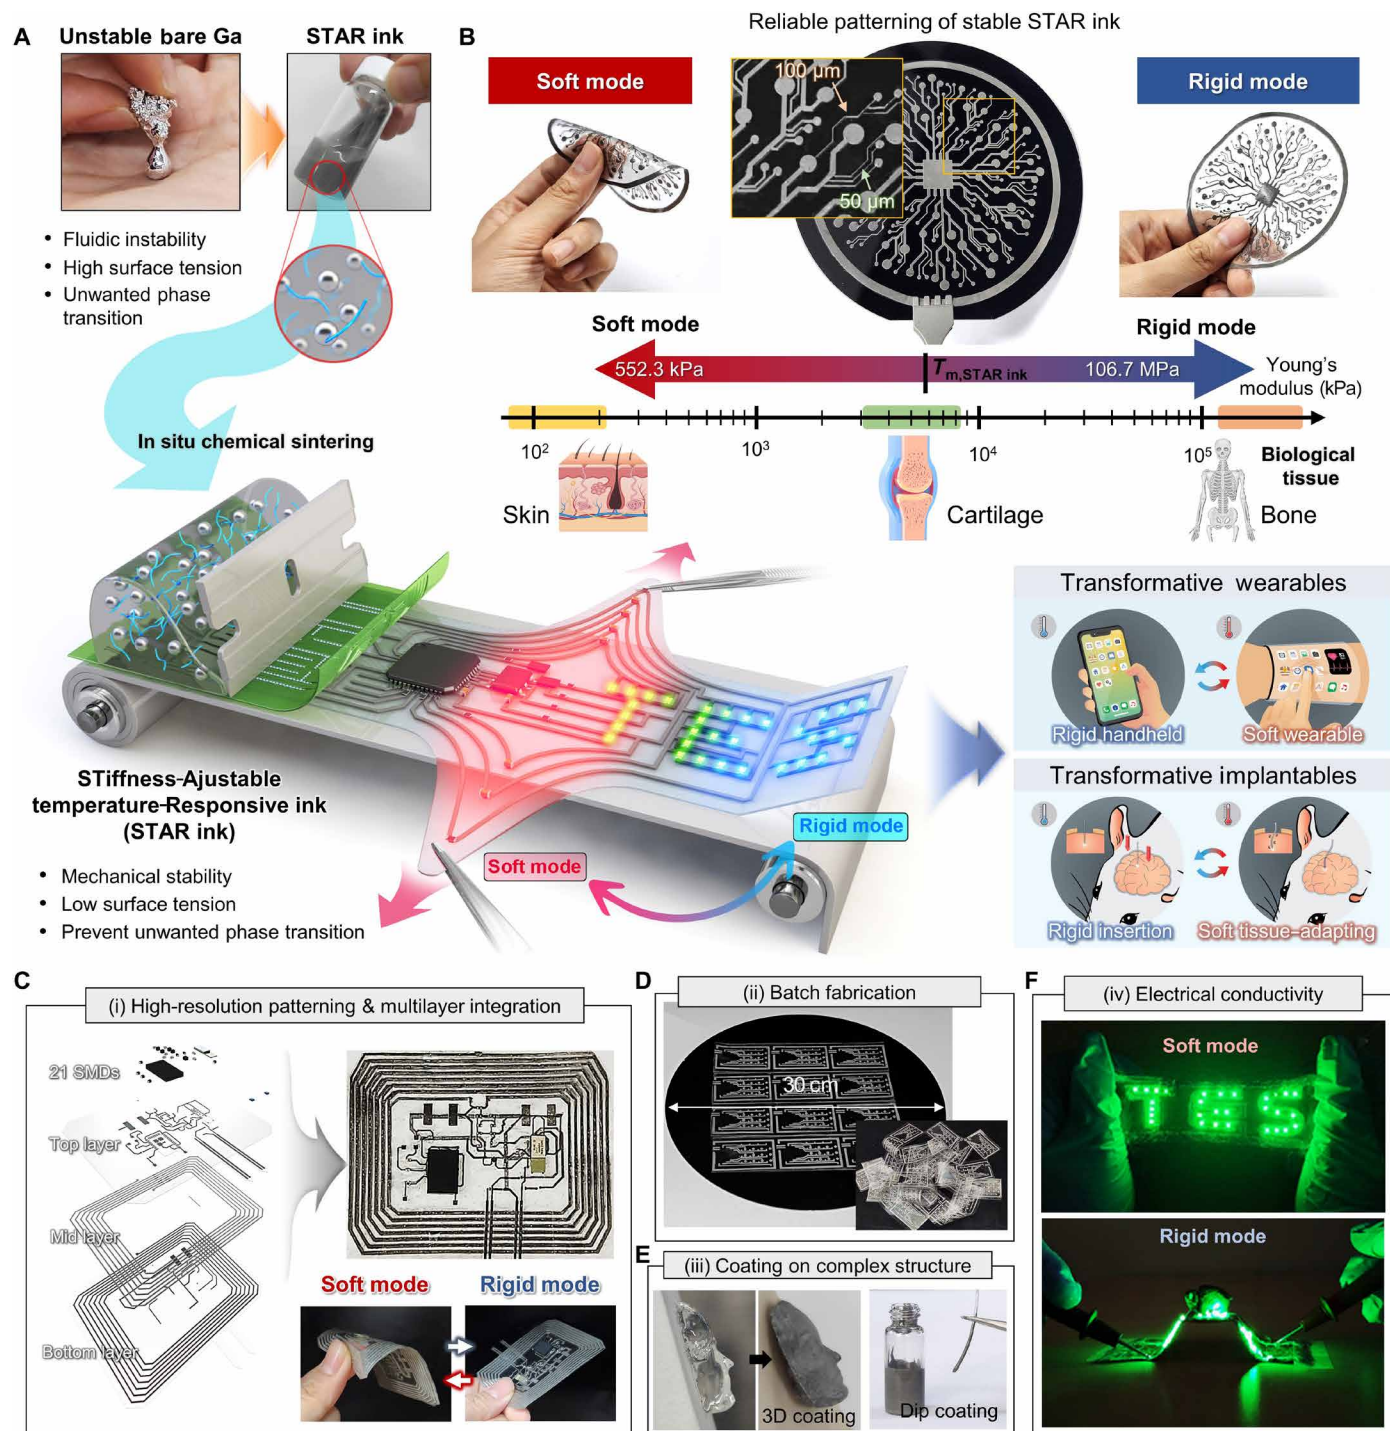 A
Unstable bare Ga
STAR ink
• Fluidic instability
• High surface tension
• Unwanted phase
transition
In situ chemical sintering
B
Reliable patterning of stable STAR ink
Soft mode
100 µm
50 µm
Rigid mode
Soft mode
Rigid mode
552.3 kPa
Tm,STAR ink
106.7 MPa
Young's
modulus (kPa)
10²
10³
10⁴
10⁵
Biological
tissue
Skin
Cartilage
Bone
STiffness-Ajustable
temperature-Responsive ink
(STAR ink)
• Mechanical stability
• Low surface tension
• Prevent unwanted phase transition
TES
Soft mode
Rigid mode
Transformative wearables
Rigid handheld
Soft wearable
Transformative implantables
Rigid insertion
Soft tissue–adapting
C
(i) High-resolution patterning & multilayer integration
21 SMDs
Top layer
Mid layer
Bottom layer
Soft mode
Rigid mode
D
(ii) Batch fabrication
30 cm
E
(iii) Coating on complex structure
3D coating
Dip coating
F
(iv) Electrical conductivity
Soft mode
TES
Rigid mode